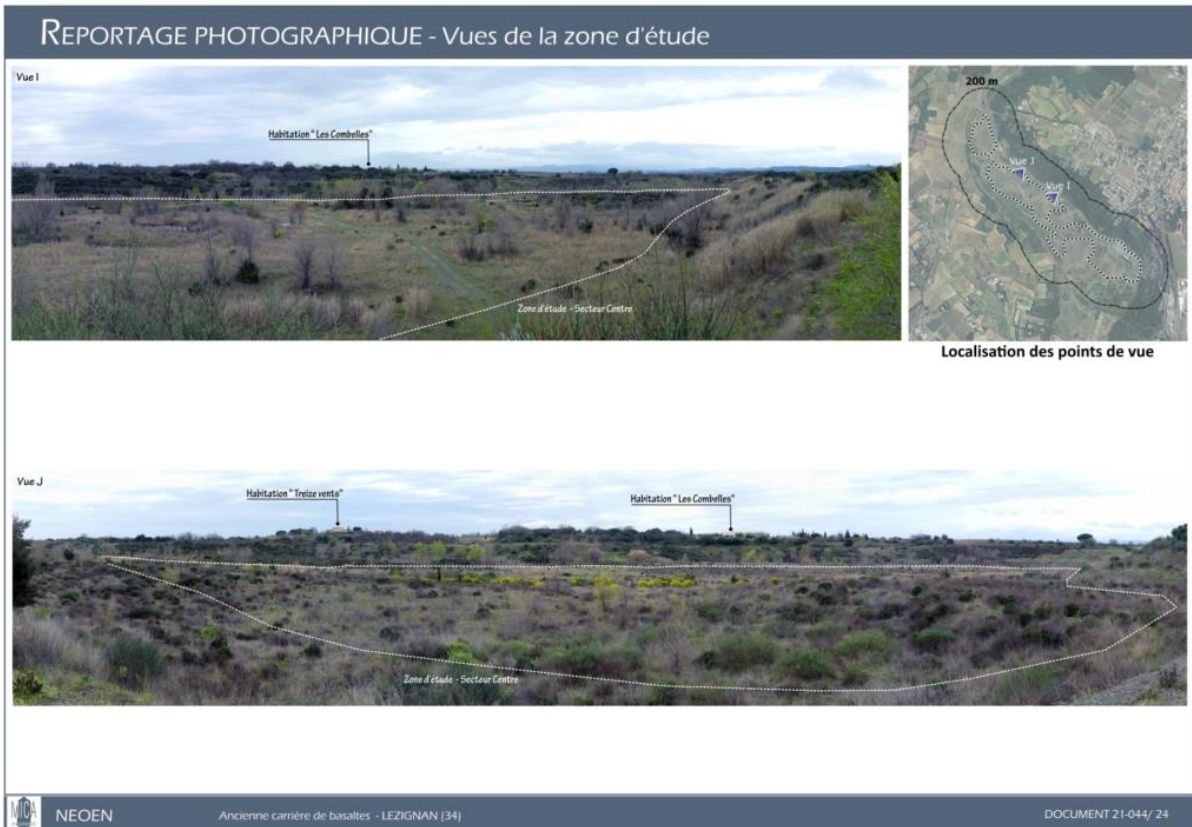 REPORTAGE PHOTOGRAPHIQUE - Vues de la zone d'étude
Vue I
Habitation " Les Combelles"
Zone d'étude - Secteur Centre
200 m
Vue J
Vue I
Localisation des points de vue
Vue J
Habitation " Treize vents"
Habitation " Les Combelles"
Zone d'étude - Secteur Centre
MICA
NEOEN
Ancienne carrière de basaltes - LEZIGNAN (34)
DOCUMENT 21-044/ 24